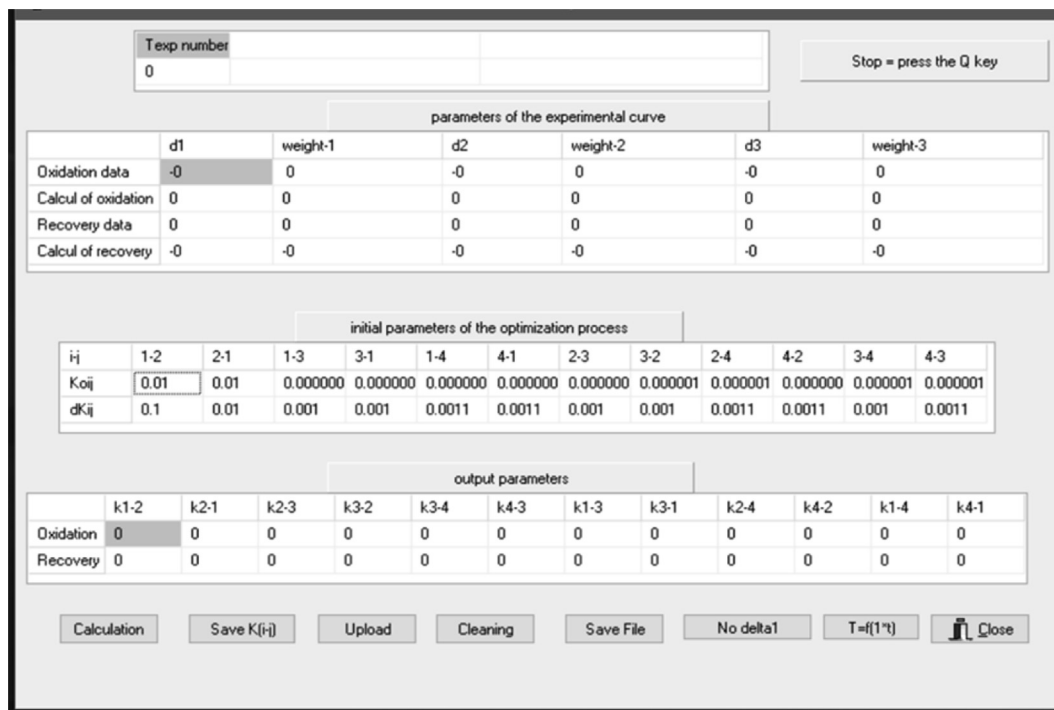 Texp number
0
Stop = press the Q key
parameters of the experimental curve
d1 weight-1 d2 weight-2 d3 weight-3
Oxidation data -0 0 -0 0 -0 0
Calcul of oxidation 0 0 0 0 0 0
Recovery data 0 0 0 0 0 0
Calcul of recovery -0 -0 -0 -0 -0 -0
initial parameters of the optimization process
i-j 1-2 2-1 1-3 3-1 1-4 4-1 2-3 3-2 2-4 4-2 3-4 4-3
Koij 0.01 0.01 0.000000 0.000000 0.000000 0.000000 0.000000 0.000001 0.000001 0.000000 0.000001 0.000001
dKij 0.1 0.01 0.001 0.001 0.0011 0.0011 0.001 0.001 0.0011 0.0011 0.001 0.0011
output parameters
k1-2 k2-1 k2-3 k3-2 k3-4 k4-3 k1-3 k3-1 k2-4 k4-2 k1-4 k4-1
Oxidation 0 0 0 0 0 0 0 0 0 0 0 0
Recovery 0 0 0 0 0 0 0 0 0 0 0 0
Calculation Save K(i-j) Upload Cleaning Save File No delta1 T=f(1*t) Close